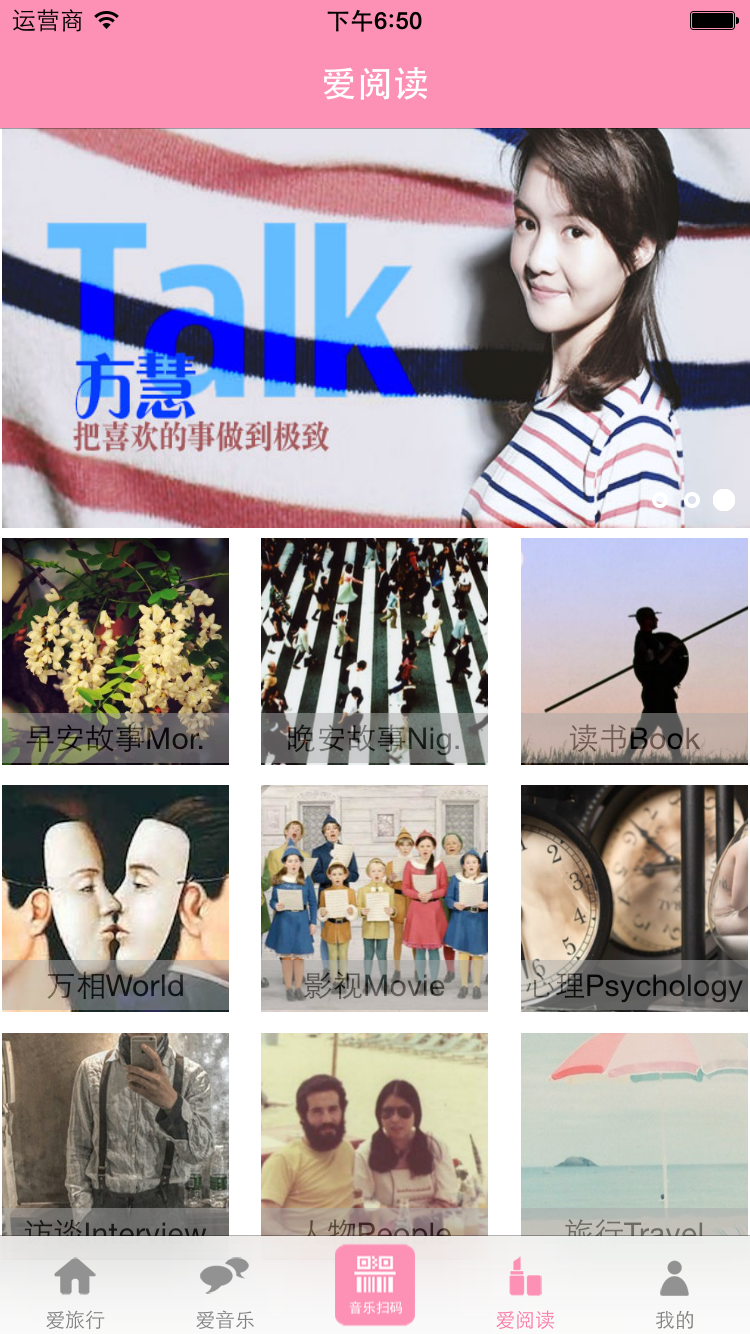 运营商 下午6:50
爱阅读
Talk
方慧
把喜欢的事做到极致
早安故事Mor. 晚安故事Nig. 读书Book
万相World 影视Movie 心理Psychology
访谈Interview 人物People 旅行Travel
音乐扫码
爱旅行 爱音乐 爱阅读 我的